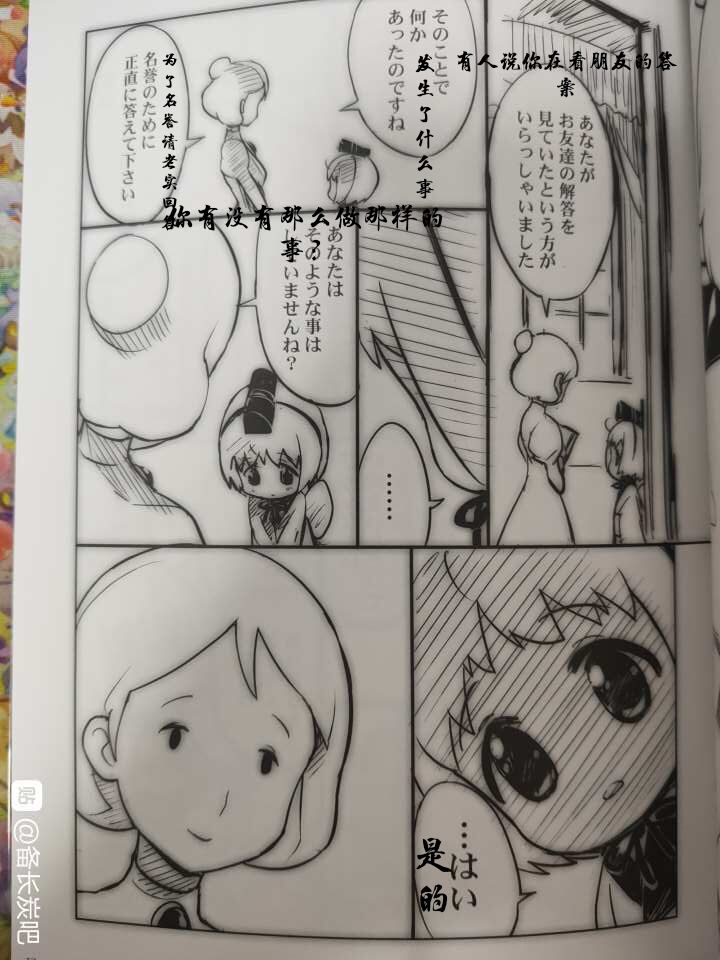 有人说你在看朋友的答
案
あなたが
お友達の解答を
見ていたという方が
いらっしゃいました
そのことで
何か
あったのですね
发生了什么事
名誉のために
正直に答えて下さい
为了名誉请老实回答
……
あなたは
そのような事は
していませんね？
你有没有那么做那样的
事？
…はい
是的
贴 @备长炭吧